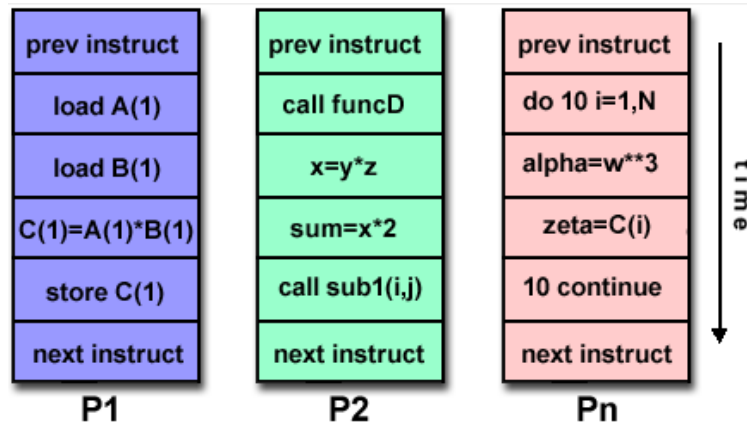 prev instruct
load A(1)
load B(1)
C(1)=A(1)*B(1)
store C(1)
next instruct
P1
prev instruct
call funcD
x=y*z
sum=x*2
call sub1(i,j)
next instruct
P2
prev instruct
do 10 i=1,N
alpha=w**3
zeta=C(i)
10 continue
next instruct
Pn
time